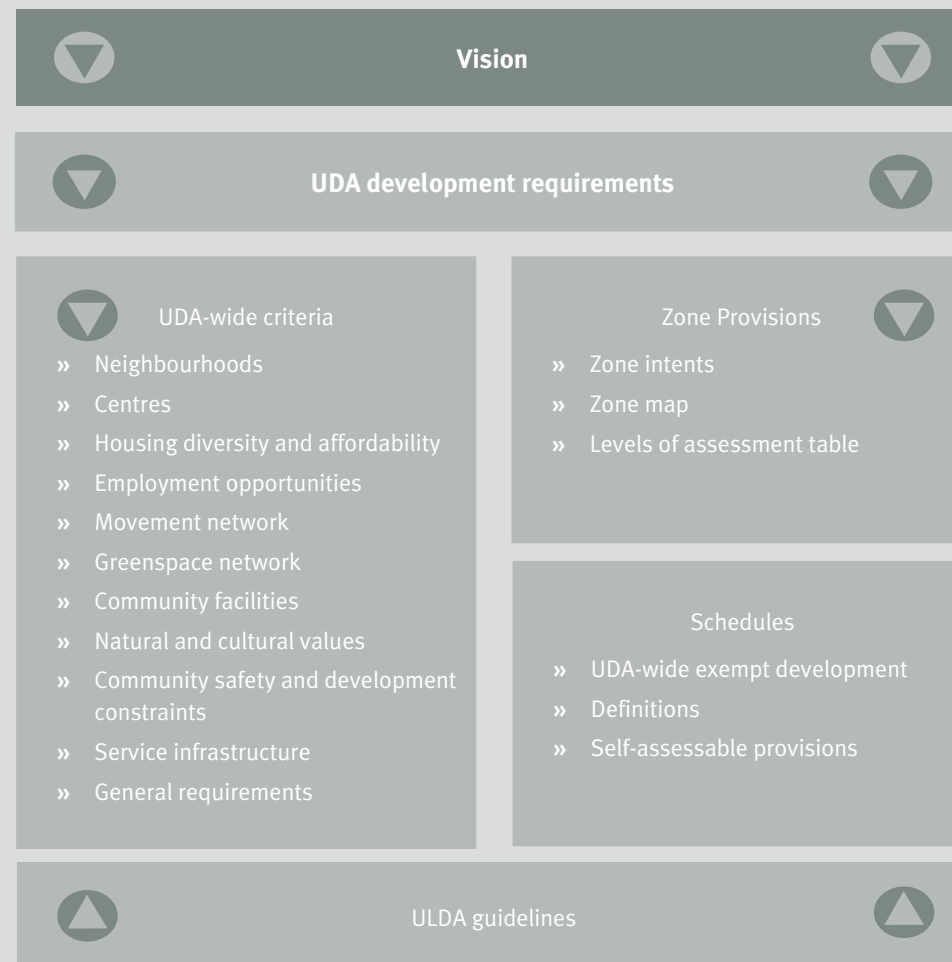 Vision
UDA development requirements
UDA-wide criteria
» Neighbourhoods
» Centres
» Housing diversity and affordability
» Employment opportunities
» Movement network
» Greenspace network
» Community facilities
» Natural and cultural values
» Community safety and development
constraints
» Service infrastructure
» General requirements
Zone Provisions
» Zone intents
» Zone map
» Levels of assessment table
Schedules
» UDA-wide exempt development
» Definitions
» Self-assessable provisions
ULDA guidelines